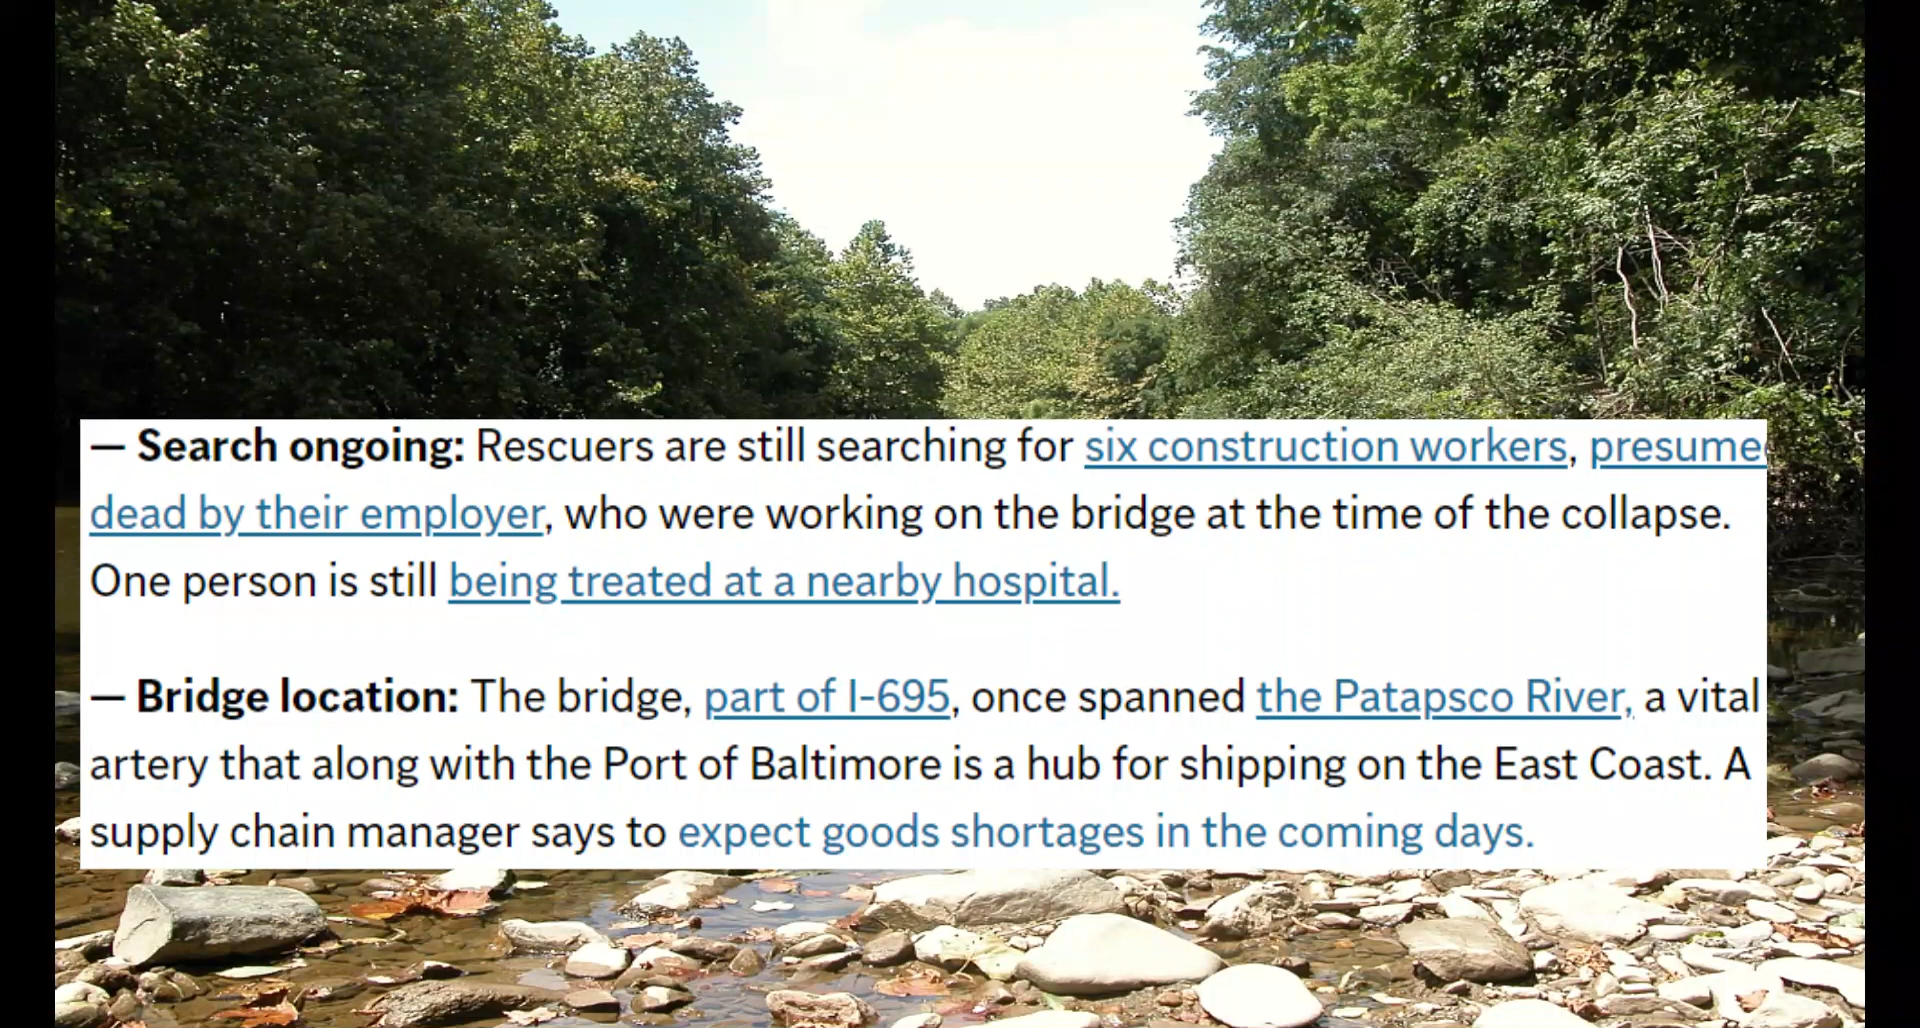 — Search ongoing: Rescuers are still searching for six construction workers, presumed
dead by their employer, who were working on the bridge at the time of the collapse.
One person is still being treated at a nearby hospital.
— Bridge location: The bridge, part of I-695, once spanned the Patapsco River, a vital
artery that along with the Port of Baltimore is a hub for shipping on the East Coast. A
supply chain manager says to expect goods shortages in the coming days.